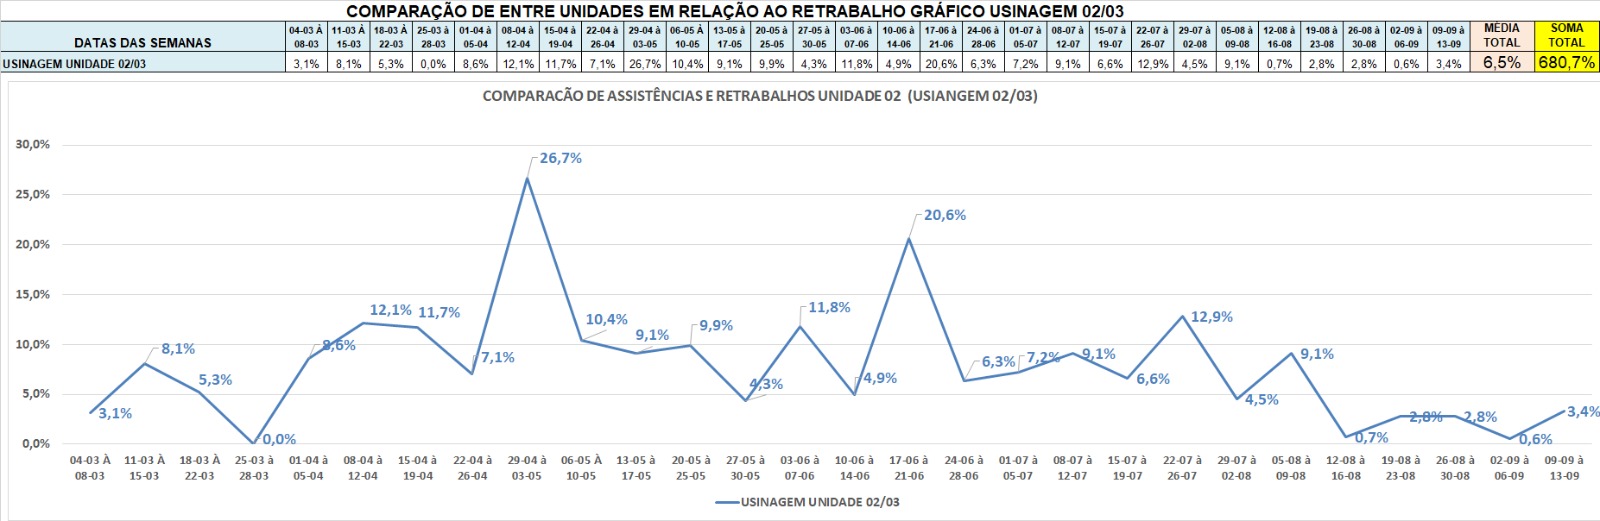 COMPARAÇÃO DE ENTRE UNIDADES EM RELAÇÃO AO RETRABALHO GRÁFICO USINAGEM 02/03
DATAS DAS SEMANAS 04-03 À 08-03 11-03 à 15-03 18-03 à 22-03 25-03 à 28-03 01-04 à 05-04 08-04 à 12-04 15-04 à 19-04 22-04 à 26-04 29-04 à 03-05 06-05 À 10-05 13-05 à 17-05 20-05 à 25-05 27-05 à 30-05 03-06 à 07-06 10-06 à 14-06 17-06 à 21-06 24-06 à 28-06 01-07 à 05-07 08-07 à 12-07 15-07 à 19-07 22-07 à 26-07 29-07 à 02-08 05-08 à 09-08 12-08 à 16-08 19-08 à 23-08 26-08 à 30-08 02-09 à 06-09 09-09 à 13-09 MÉDIA TOTAL SOMA TOTAL
USINAGEM UNIDADE 02/03 3,1% 8,1% 5,3% 0,0% 8,6% 12,1% 11,7% 7,1% 26,7% 10,4% 9,1% 9,9% 4,3% 11,8% 4,9% 20,6% 6,3% 7,2% 9,1% 6,6% 12,9% 4,5% 9,1% 0,7% 2,8% 2,8% 0,6% 3,4% 6,5% 680,7%
COMPARACÃO DE ASSISTÊNCIAS E RETRABALHOS UNIDADE 02 (USIANGEM 02/03)
30,0%
25,0%
20,0%
15,0%
10,0%
5,0%
0,0%
3,1% 8,1% 5,3% 0,0% 8,6% 12,1% 11,7% 7,1% 26,7% 10,4% 9,1% 9,9% 4,3% 11,8% 4,9% 20,6% 6,3% 7,2% 9,1% 6,6% 12,9% 4,5% 9,1% 0,7% 2,8% 2,8% 0,6% 3,4%
04-03 À 11-03 à 18-03 à 25-03 à 01-04 à 08-04 à 15-04 à 22-04 à 29-04 à 06-05 À 13-05 à 20-05 à 27-05 à 03-06 à 10-06 à 17-06 à 24-06 à 01-07 à 08-07 à 15-07 à 22-07 à 29-07 à 05-08 à 12-08 à 19-08 à 26-08 à 02-09 à 09-09 à
08-03 15-03 22-03 28-03 05-04 12-04 19-04 26-04 03-05 10-05 17-05 25-05 30-05 07-06 14-06 21-06 28-06 05-07 12-07 19-07 26-07 02-08 09-08 16-08 23-08 30-08 06-09 13-09
USINAGEM UNIDADE 02/03